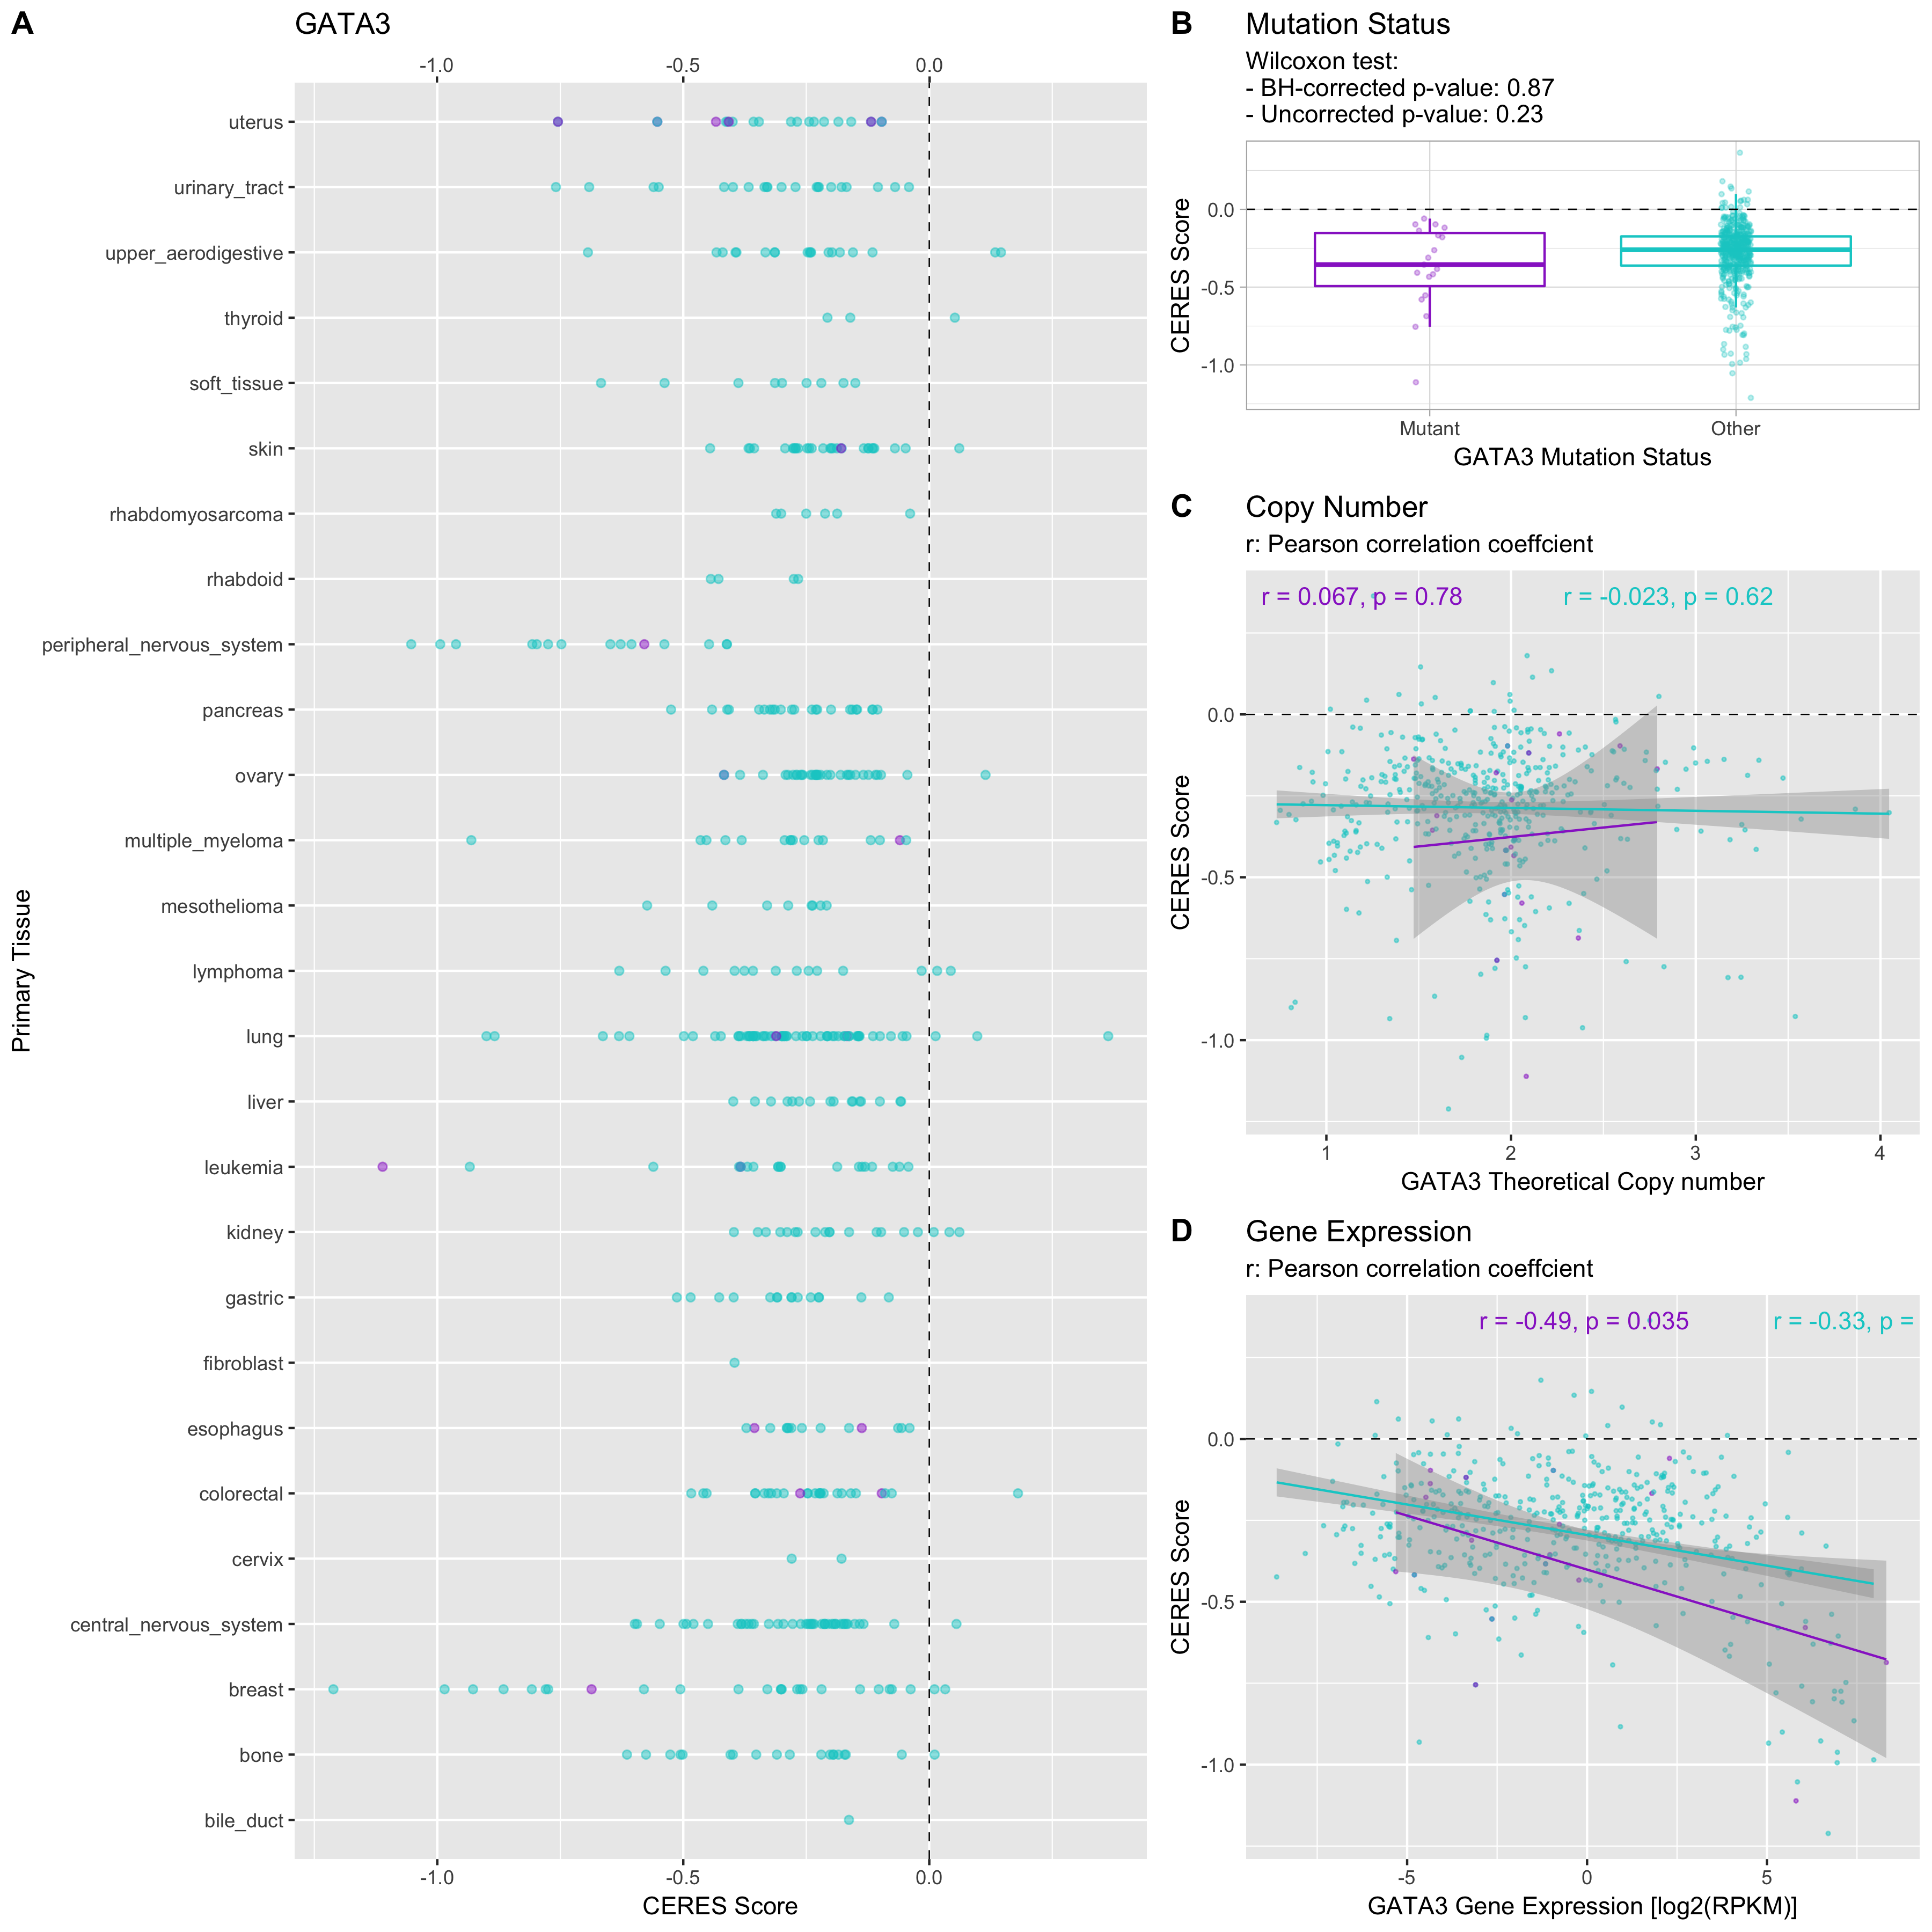 A
GATA3
-1.0 -0.5 0.0
uterus
urinary_tract
upper_aerodigestive
thyroid
soft_tissue
skin
rhabdomyosarcoma
rhabdoid
peripheral_nervous_system
pancreas
ovary
multiple_myeloma
mesothelioma
lymphoma
lung
liver
leukemia
kidney
gastric
fibroblast
esophagus
colorectal
cervix
central_nervous_system
breast
bone
bile_duct
Primary Tissue
-1.0 -0.5 0.0
CERES Score
B
Mutation Status
Wilcoxon test:
- BH-corrected p-value: 0.87
- Uncorrected p-value: 0.23
CERES Score
0.0
-0.5
-1.0
Mutant Other
GATA3 Mutation Status
C
Copy Number
r: Pearson correlation coeffcient
r = 0.067, p = 0.78 r = -0.023, p = 0.62
CERES Score
0.0
-0.5
-1.0
1 2 3 4
GATA3 Theoretical Copy number
D
Gene Expression
r: Pearson correlation coeffcient
r = -0.49, p = 0.035 r = -0.33, p =
CERES Score
0.0
-0.5
-1.0
-5 0 5
GATA3 Gene Expression [log2(RPKM)]